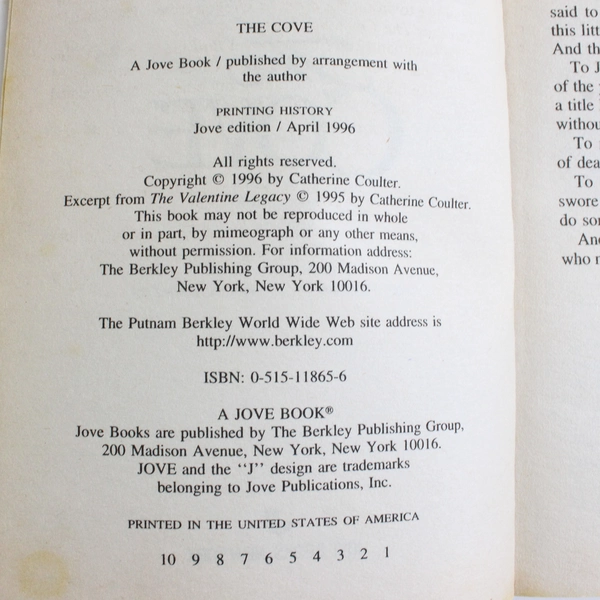 THE COVE
A Jove Book / published by arrangement with
the author
PRINTING HISTORY
Jove edition / April 1996
All rights reserved.
Copyright © 1996 by Catherine Coulter.
Excerpt from The Valentine Legacy © 1995 by Catherine Coulter.
This book may not be reproduced in whole
or in part, by mimeograph or any other means,
without permission. For information address:
The Berkley Publishing Group, 200 Madison Avenue,
New York, New York 10016.
The Putnam Berkley World Wide Web site address is
http://www.berkley.com
ISBN: 0-515-11865-6
A JOVE BOOK®
Jove Books are published by The Berkley Publishing Group,
200 Madison Avenue, New York, New York 10016.
JOVE and the "J" design are trademarks
belonging to Jove Publications, Inc.
PRINTED IN THE UNITED STATES OF AMERICA
10 9 8 7 6 5 4 3 2 1
said to
this
And
To
of the
a title
To
of
To
swore
do
who